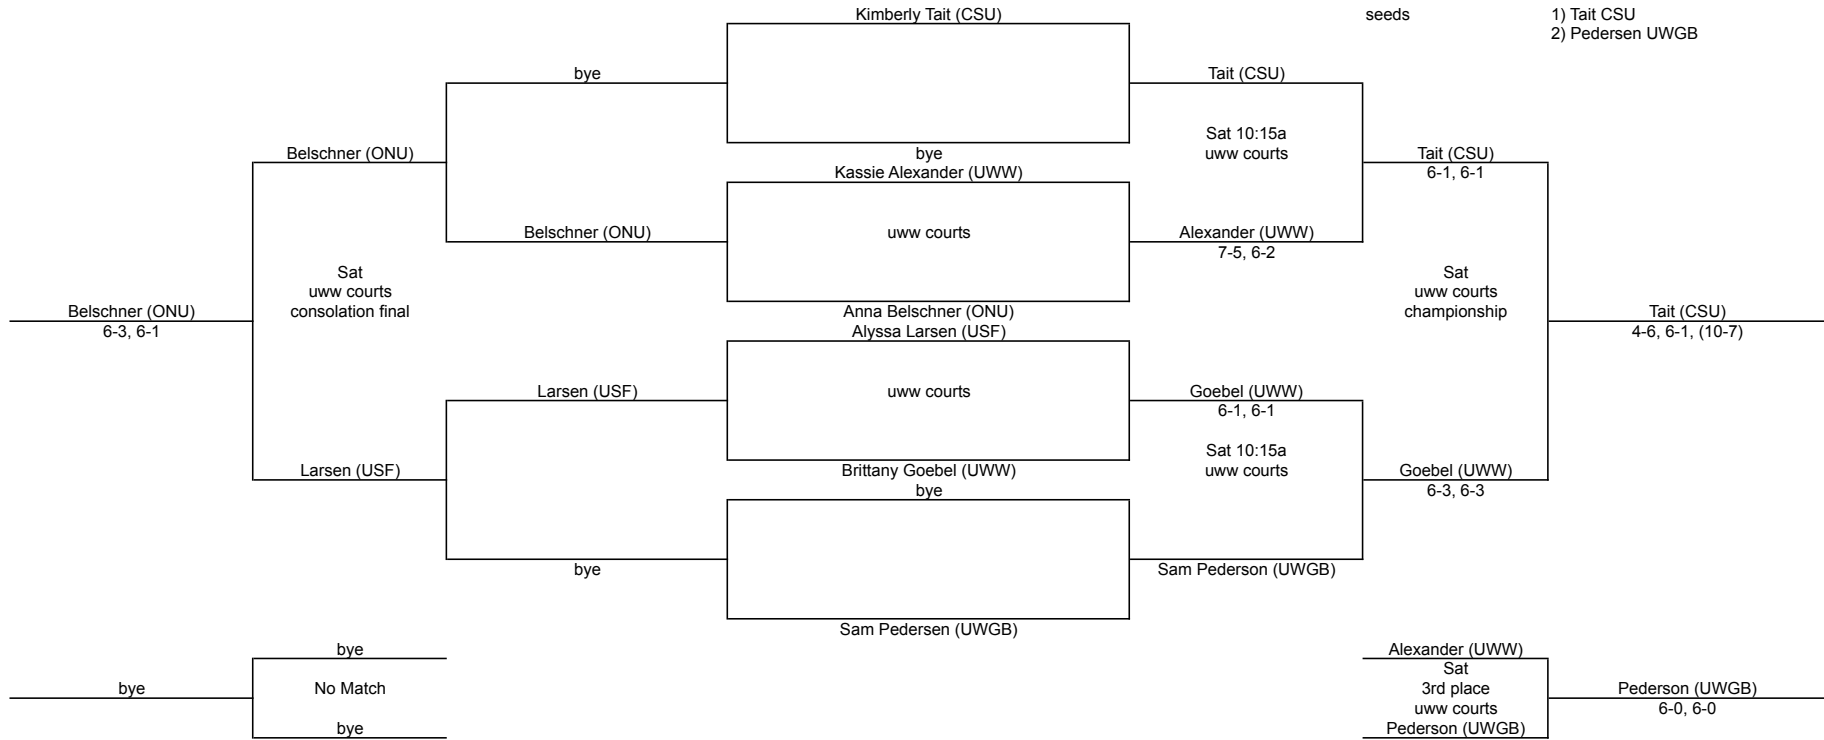 Kimberly Tait (CSU)
seeds
1) Tait CSU
2) Pedersen UWGB
bye
Tait (CSU)
Sat 10:15a
uww courts
bye
Belschner (ONU)
Tait (CSU)
6-1, 6-1
Kassie Alexander (UWW)
Belschner (ONU)
uww courts
Alexander (UWW)
7-5, 6-2
Sat
uww courts
consolation final
Sat
uww courts
championship
Belschner (ONU)
6-3, 6-1
Anna Belschner (ONU)
Alyssa Larsen (USF)
Tait (CSU)
4-6, 6-1, (10-7)
Larsen (USF)
uww courts
Goebel (UWW)
6-1, 6-1
Sat 10:15a
uww courts
Larsen (USF)
Brittany Goebel (UWW)
bye
Goebel (UWW)
6-3, 6-3
bye
Sam Pederson (UWGB)
Sam Pedersen (UWGB)
bye
Alexander (UWW)
bye
No Match
Sat
3rd place
uww courts
Pederson (UWGB)
6-0, 6-0
bye
Pederson (UWGB)